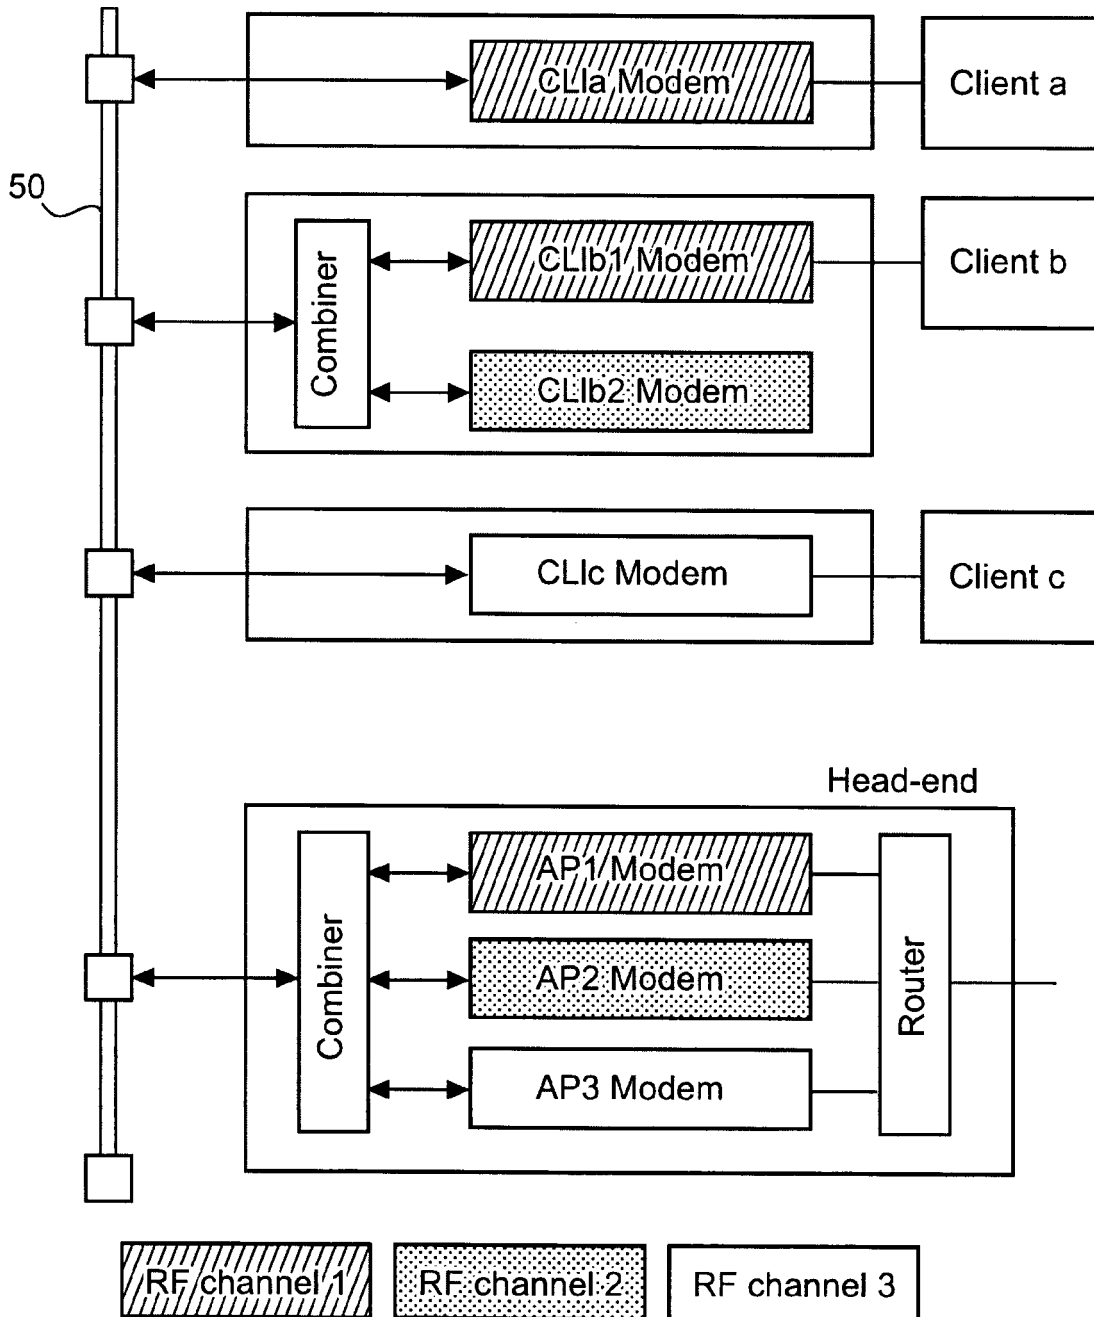 CLIa Modem
Client a
50
Combiner
CLIb1 Modem
Client b
CLIb2 Modem
CLIc Modem
Client c
Head-end
Combiner
AP1 Modem
AP2 Modem
AP3 Modem
Router
RF channel 1
RF channel 2
RF channel 3